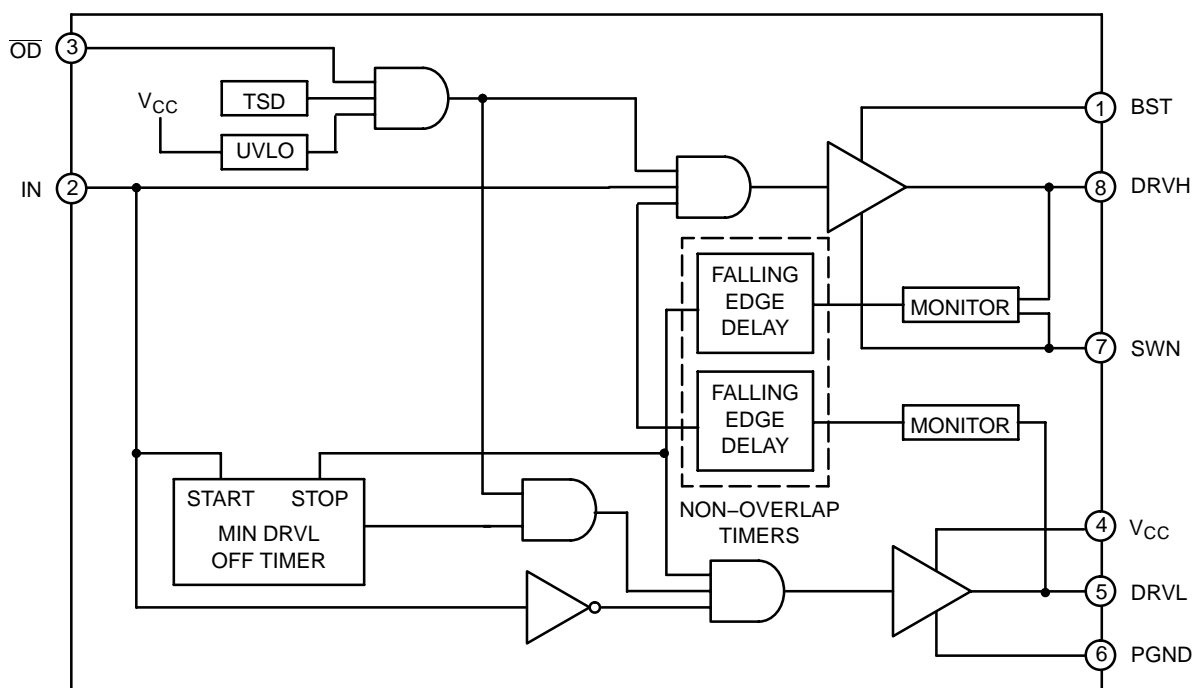 OD 3
TSD
VCC
UVLO
1 BST
IN 2
8 DRVH
FALLING
EDGE
DELAY
MONITOR
7 SWN
FALLING
EDGE
DELAY
MONITOR
START STOP
MIN DRVL
OFF TIMER
NON–OVERLAP
TIMERS
4 VCC
5 DRVL
6 PGND